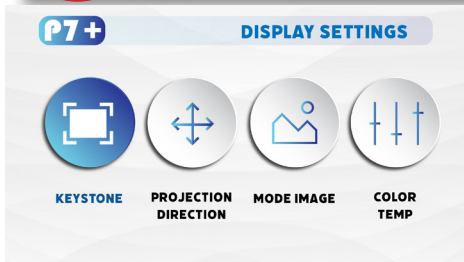 P7+
DISPLAY SETTINGS
KEYSTONE
PROJECTION
DIRECTION
MODE IMAGE
COLOR
TEMP